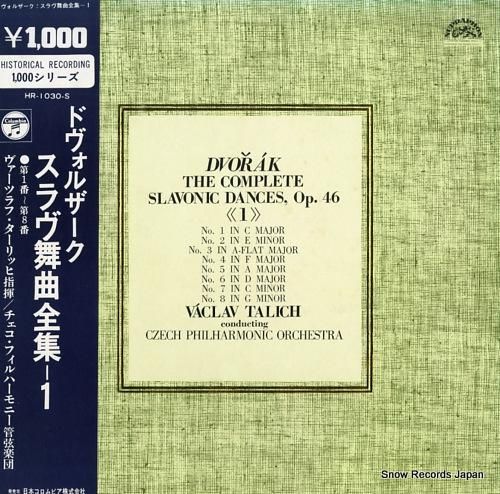 ヴォルザーク:スラヴ舞曲全集-1
¥1,000
HISTORICAL RECORDING
1,000シリーズ
HR-1030-S
Columbia
ドヴォルザーク
スラヴ舞曲全集-1
●第1番~第8番
ヴァーツラフ・ターリッヒ指揮/チェコ・フィルハーモニー管弦楽団
発売元 日本コロムビア株式会社
SUPRAPHON
DVOŘÁK
THE COMPLETE
SLAVONIC DANCES, Op. 46
《1》
No. 1 IN C MAJOR
No. 2 IN E MINOR
No. 3 IN A-FLAT MAJOR
No. 4 IN F MAJOR
No. 5 IN A MAJOR
No. 6 IN D MAJOR
No. 7 IN C MINOR
No. 8 IN G MINOR
VÁCLAV TALICH
conducting
CZECH PHILHARMONIC ORCHESTRA
Snow Records Japan